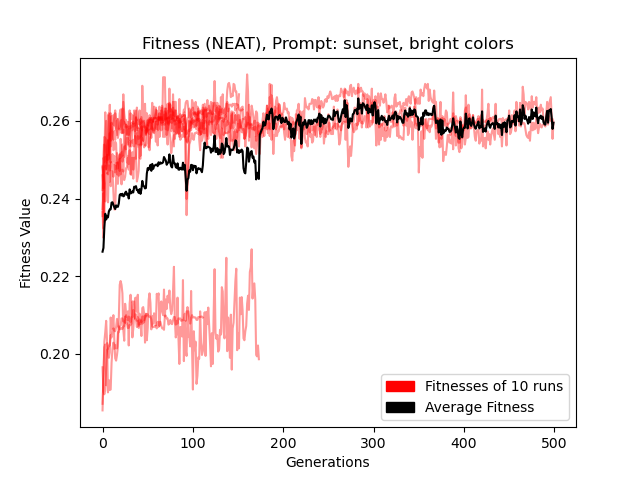 Fitness (NEAT), Prompt: sunset, bright colors
Fitness Value
0.26
0.24
0.22
0.20
0
100
200
300
400
500
Generations
Fitnesses of 10 runs
Average Fitness